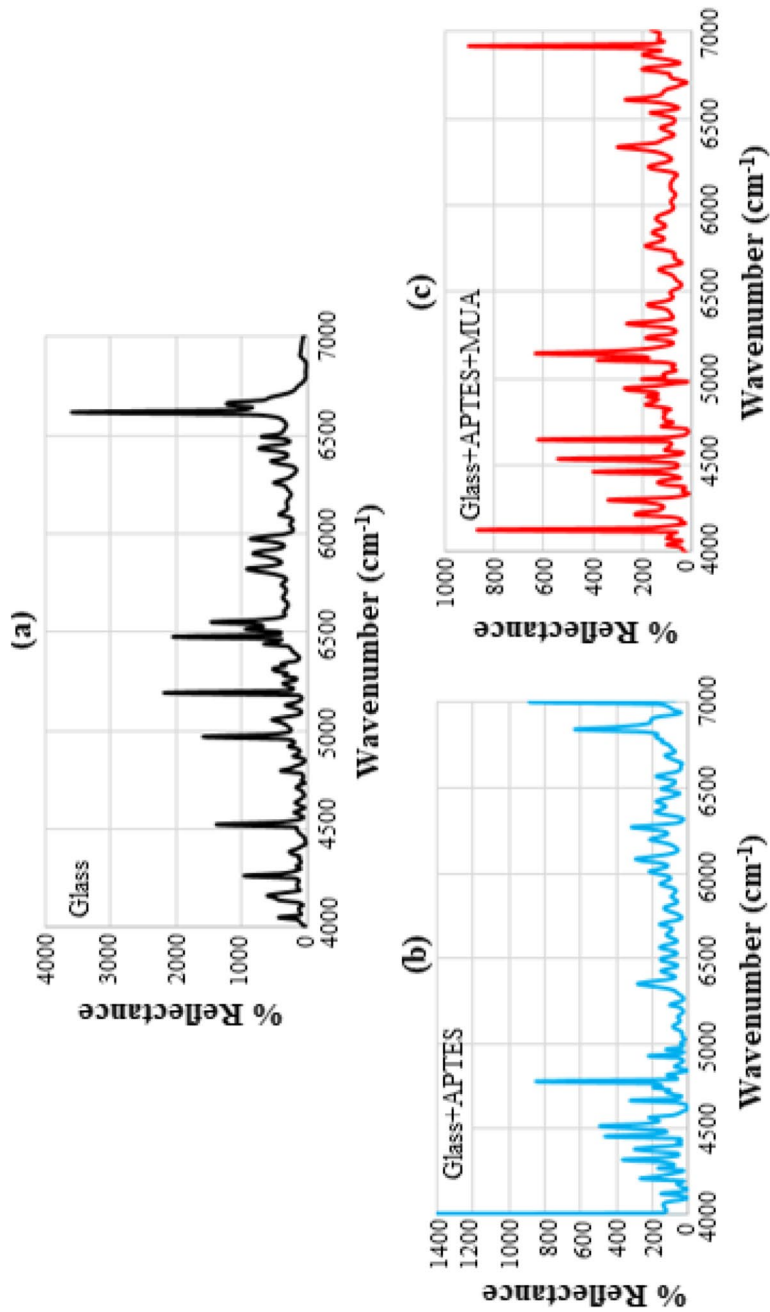 (a)
Glass
% Reflectance
4000
3000
2000
1000
0
4000 4500 5000 6500 6000 6500 7000
Wavenumber (cm⁻¹)
(b)
Glass+APTES
% Reflectance
1400
1200
1000
800
600
400
200
0
4000 4500 5000 6500 6000 6500 7000
Wavenumber (cm⁻¹)
(c)
Glass+APTES+MUA
% Reflectance
1000
800
600
400
200
0
4000 4500 5000 6500 6000 6500 7000
Wavenumber (cm⁻¹)